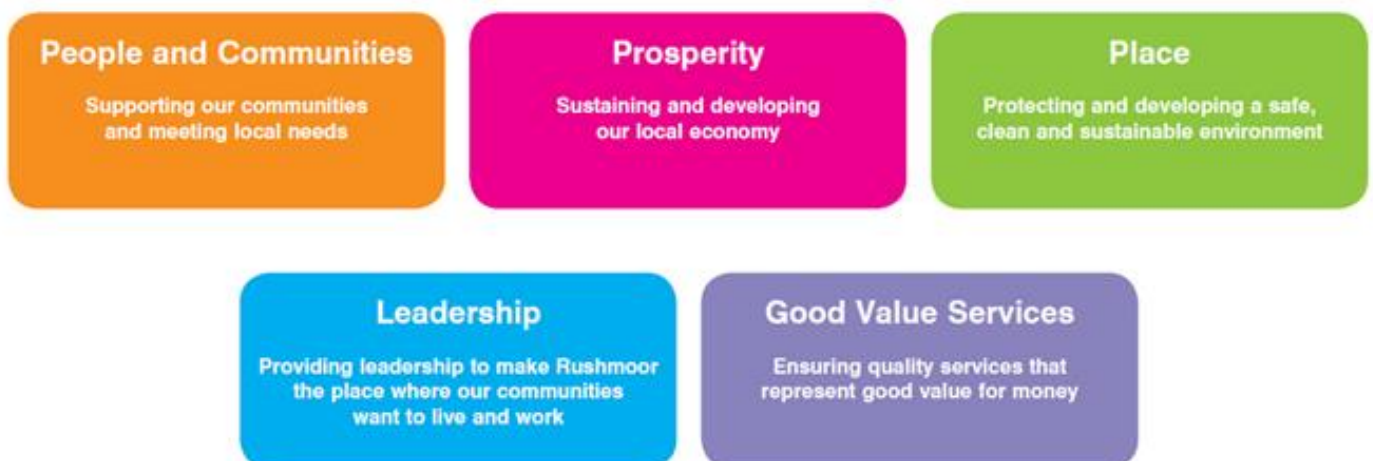 People and Communities
Supporting our communities
and meeting local needs
Prosperity
Sustaining and developing
our local economy
Place
Protecting and developing a safe,
clean and sustainable environment
Leadership
Providing leadership to make Rushmoor
the place where our communities
want to live and work
Good Value Services
Ensuring quality services that
represent good value for money